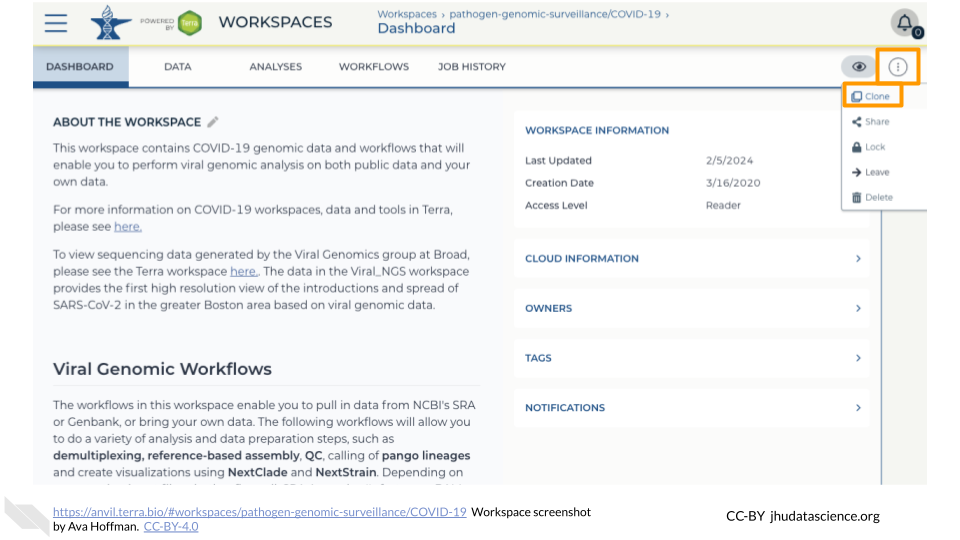 POWERED BY Terra
WORKSPACES
Workspaces › pathogen-genomic-surveillance/COVID-19 ›
Dashboard
0
DASHBOARD DATA ANALYSES WORKFLOWS JOB HISTORY
Clone
Share
Lock
Leave
Delete
ABOUT THE WORKSPACE
This workspace contains COVID-19 genomic data and workflows that will
enable you to perform viral genomic analysis on both public data and your
own data.
For more information on COVID-19 workspaces, data and tools in Terra,
please see here.
To view sequencing data generated by the Viral Genomics group at Broad,
please see the Terra workspace here.. The data in the Viral_NGS workspace
provides the first high resolution view of the introductions and spread of
SARS-CoV-2 in the greater Boston area based on viral genomic data.
Viral Genomic Workflows
The workflows in this workspace enable you to pull in data from NCBI's SRA
or Genbank, or bring your own data. The following workflows will allow you
to do a variety of analysis and data preparation steps, such as
demultiplexing, reference-based assembly, QC, calling of pango lineages
and create visualizations using NextClade and NextStrain. Depending on
WORKSPACE INFORMATION
Last Updated 2/5/2024
Creation Date 3/16/2020
Access Level Reader
CLOUD INFORMATION
OWNERS
TAGS
NOTIFICATIONS
https://anvil.terra.bio/#workspaces/pathogen-genomic-surveillance/COVID-19 Workspace screenshot
by Ava Hoffman. CC-BY-4.0
CC-BY jhudatascience.org